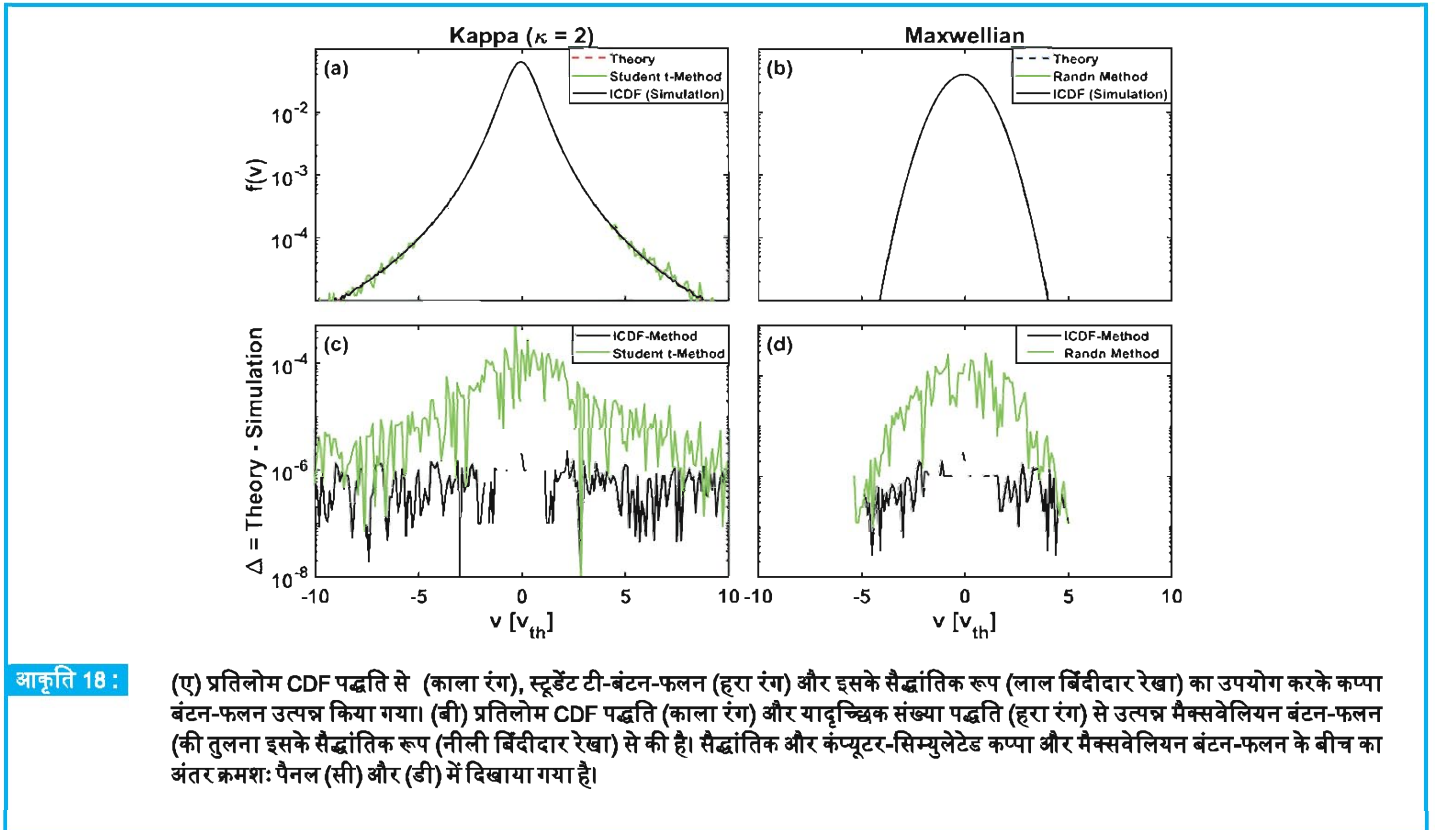 Kappa (κ = 2)
Maxwellian
(a)
Theory
Student t-Method
ICDF (Simulation)
(b)
Theory
Randn Method
ICDF (Simulation)
f(v)
10-2
10-3
10-4
(c)
ICDF-Method
Student t-Method
(d)
ICDF-Method
Randn Method
Δ = Theory - Simulation
10-4
10-6
10-8
-10 -5 0 5 10
-10 -5 0 5 10
v [vth]
v [vth]
आकृति 18 :
(ए) प्रतिलोम CDF पद्धति से (काला रंग), स्टूडेंट टी-बंटन-फलन (हरा रंग) और इसके सैद्धांतिक रूप (लाल बिंदीदार रेखा) का उपयोग करके कप्पा
बंटन-फलन उत्पन्न किया गया। (बी) प्रतिलोम CDF पद्धति (काला रंग) और यादृच्छिक संख्या पद्धति (हरा रंग) से उत्पन्न मैक्सवेलियन बंटन-फलन
(की तुलना इसके सैद्धांतिक रूप (नीली बिंदीदार रेखा) से की है। सैद्धांतिक और कंप्यूटर-सिम्युलेटेड कप्पा और मैक्सवेलियन बंटन-फलन के बीच का
अंतर क्रमशः पैनल (सी) और (डी) में दिखाया गया है।